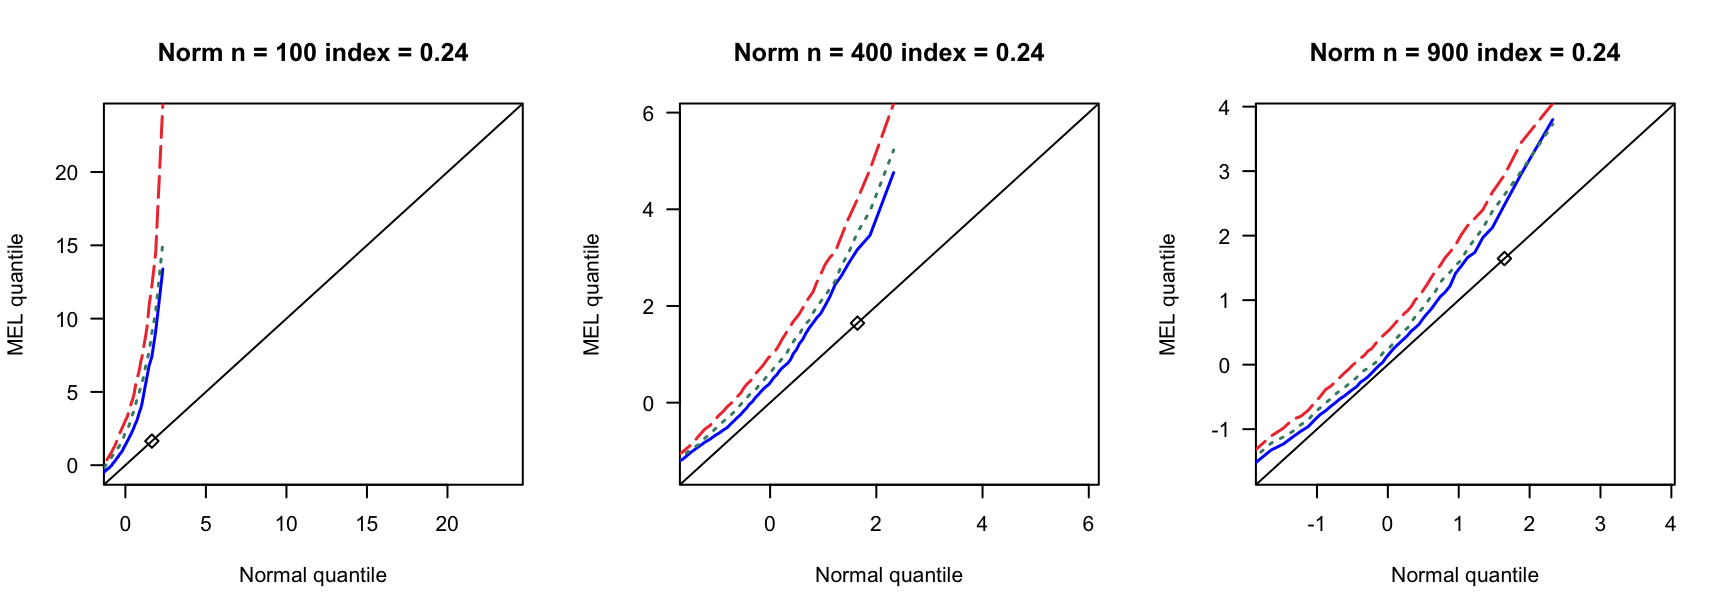 Norm n = 100 index = 0.24
MEL quantile
20
15
10
5
0
0 5 10 15 20
Normal quantile
Norm n = 400 index = 0.24
MEL quantile
6
4
2
0
0 2 4 6
Normal quantile
Norm n = 900 index = 0.24
MEL quantile
4
3
2
1
0
-1
-1 0 1 2 3 4
Normal quantile